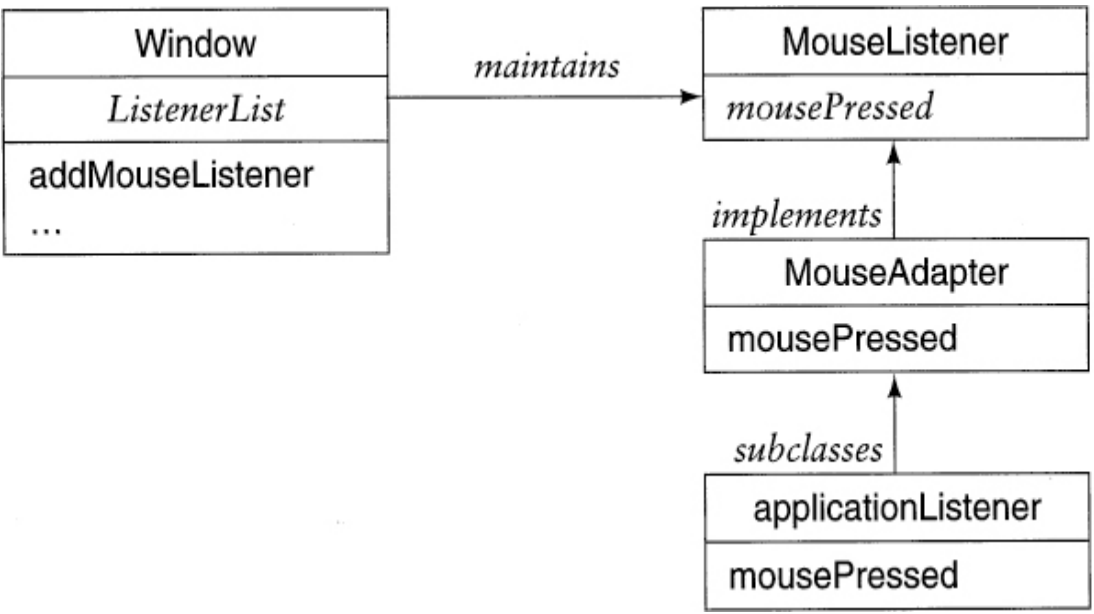 Window
ListenerList
addMouseListener
...
maintains
MouseListener
mousePressed
implements
MouseAdapter
mousePressed
subclasses
applicationListener
mousePressed